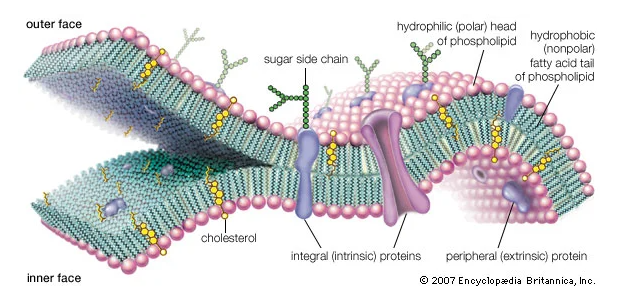 outer face
sugar side chain
hydrophilic (polar) head
of phospholipid
hydrophobic
(nonpolar)
fatty acid tail
of phospholipid
cholesterol
integral (intrinsic) proteins
peripheral (extrinsic) protein
inner face
© 2007 Encyclopædia Britannica, Inc.